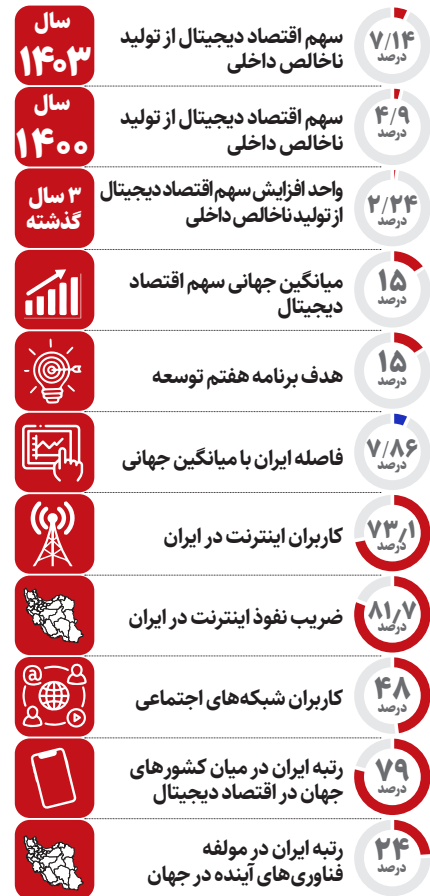 سال
۱۴۰۳
سهم اقتصاد دیجیتال از تولید
ناخالص داخلی
۷/۱۴
درصد
سال
۱۴۰۰
سهم اقتصاد دیجیتال از تولید
ناخالص داخلی
۴/۹
درصد
۳ سال
گذشته
واحد افزایش سهم اقتصاد دیجیتال
از تولید ناخالص داخلی
۲/۲۴
درصد
میانگین جهانی سهم اقتصاد
دیجیتال
۱۵
درصد
هدف برنامه هفتم توسعه
۱۵
درصد
فاصله ایران با میانگین جهانی
۷/۸۶
درصد
کاربران اینترنت در ایران
۷۳٫۱
درصد
ضریب نفوذ اینترنت در ایران
۸۱٫۷
درصد
کاربران شبکه‌های اجتماعی
۴۸
درصد
رتبه ایران در میان کشورهای
جهان در اقتصاد دیجیتال
۷۹
درصد
رتبه ایران در مولفه
فناوری‌های آینده در جهان
۲۴
درصد